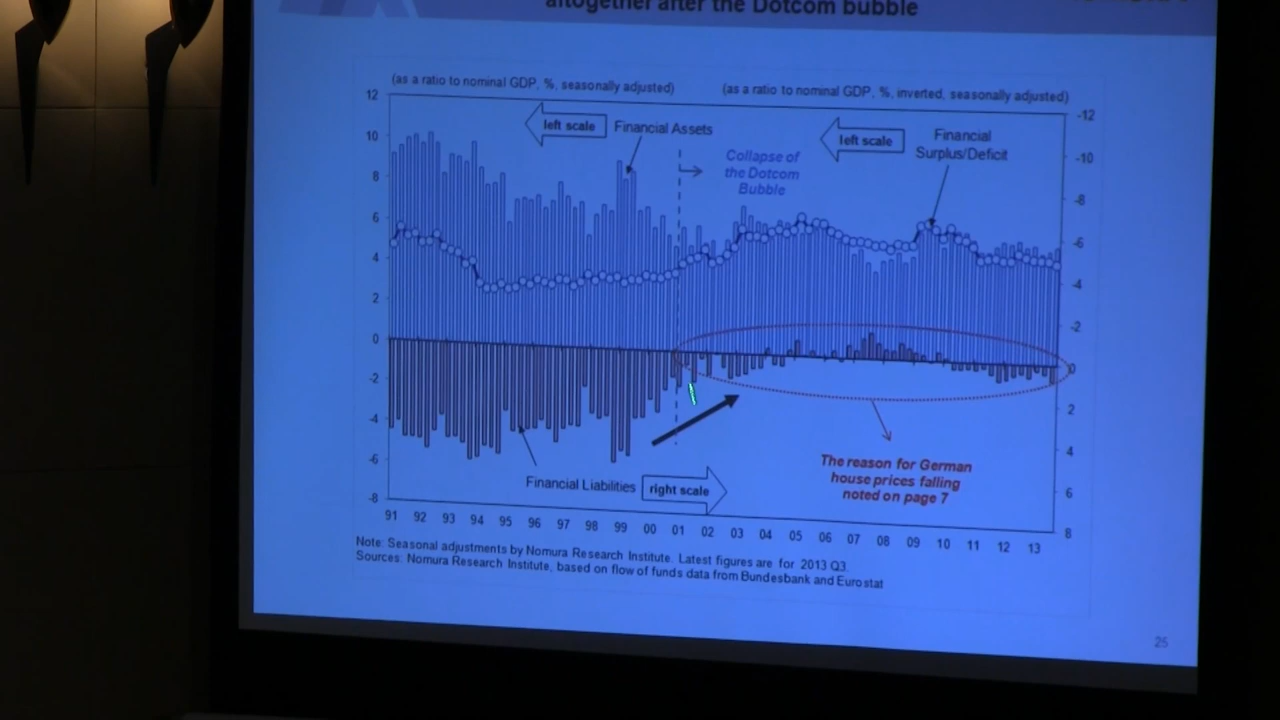 altogether after the Dotcom bubble
(as a ratio to nominal GDP, %, seasonally adjusted)
(as a ratio to nominal GDP, %, inverted, seasonally adjusted)
12
10
8
6
4
2
0
-2
-4
-6
-8
-12
-10
-8
-6
-4
-2
0
2
4
6
8
left scale
Financial Assets
left scale
Financial
Surplus/Deficit
Collapse of
the Dotcom
Bubble
Financial Liabilities
right scale
The reason for German
house prices falling
noted on page 7
91 92 93 94 95 96 97 98 99 00 01 02 03 04 05 06 07 08 09 10 11 12 13
Note: Seasonal adjustments by Nomura Research Institute. Latest figures are for 2013 Q3.
Sources: Nomura Research Institute, based on flow of funds data from Bundesbank and Eurostat
25